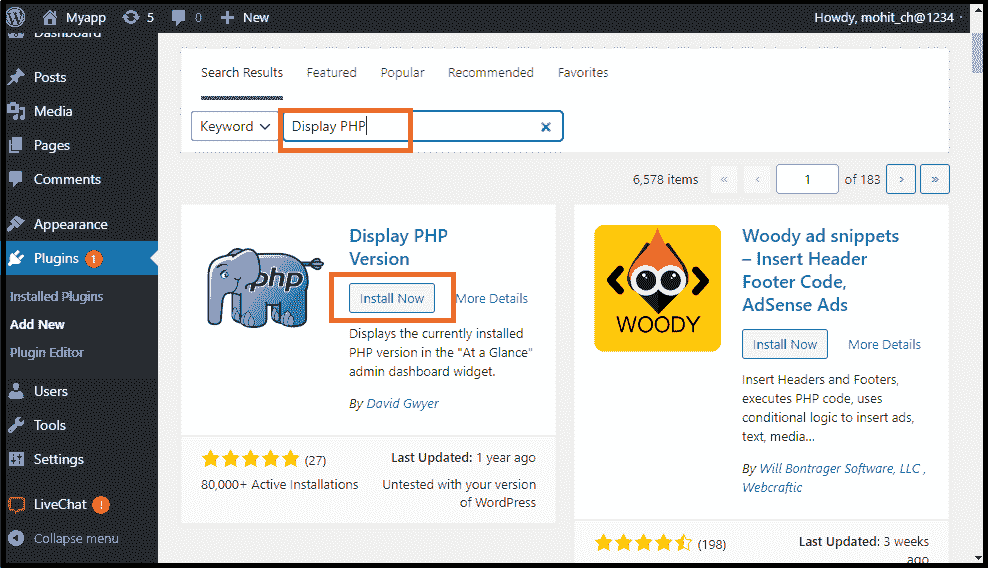 Myapp 5 0 + New Howdy, mohit_ch@1234
Dashboard
Posts
Media
Pages
Comments
Appearance
Plugins 1
Installed Plugins
Add New
Plugin Editor
Users
Tools
Settings
LiveChat !
Collapse menu
Search Results Featured Popular Recommended Favorites
Keyword Display PHP ×
6,578 items « ‹ 1 of 183 › »
php
Display PHP
Version
Install Now More Details
Displays the currently installed
PHP version in the "At a Glance"
admin dashboard widget.
By David Gwyer
(27)
80,000+ Active Installations
Last Updated: 1 year ago
Untested with your version
of WordPress
WOODY
Woody ad snippets
– Insert Header
Footer Code,
AdSense Ads
Install Now More Details
Insert Headers and Footers,
executes PHP code, uses
conditional logic to insert ads,
text, media...
By Will Bontrager Software, LLC ,
Webcraftic
(198)
Last Updated: 3 weeks
ago